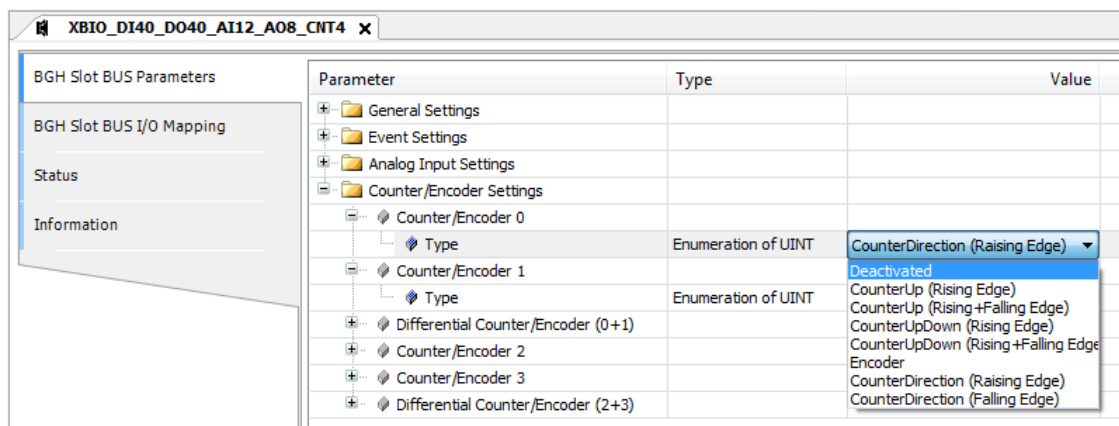 XBIO_DI40_DO40_AI12_AO8_CNT4
BGH Slot BUS Parameters
BGH Slot BUS I/O Mapping
Status
Information
Parameter Type Value
General Settings
Event Settings
Analog Input Settings
Counter/Encoder Settings
Counter/Encoder 0
Type Enumeration of UINT CounterDirection (Raising Edge)
Counter/Encoder 1
Type Enumeration of UINT
Differential Counter/Encoder (0+1)
Counter/Encoder 2
Counter/Encoder 3
Differential Counter/Encoder (2+3)
Deactivated
CounterUp (Rising Edge)
CounterUp (Rising+Falling Edge)
CounterUpDown (Rising Edge)
CounterUpDown (Rising+Falling Edge
Encoder
CounterDirection (Raising Edge)
CounterDirection (Falling Edge)